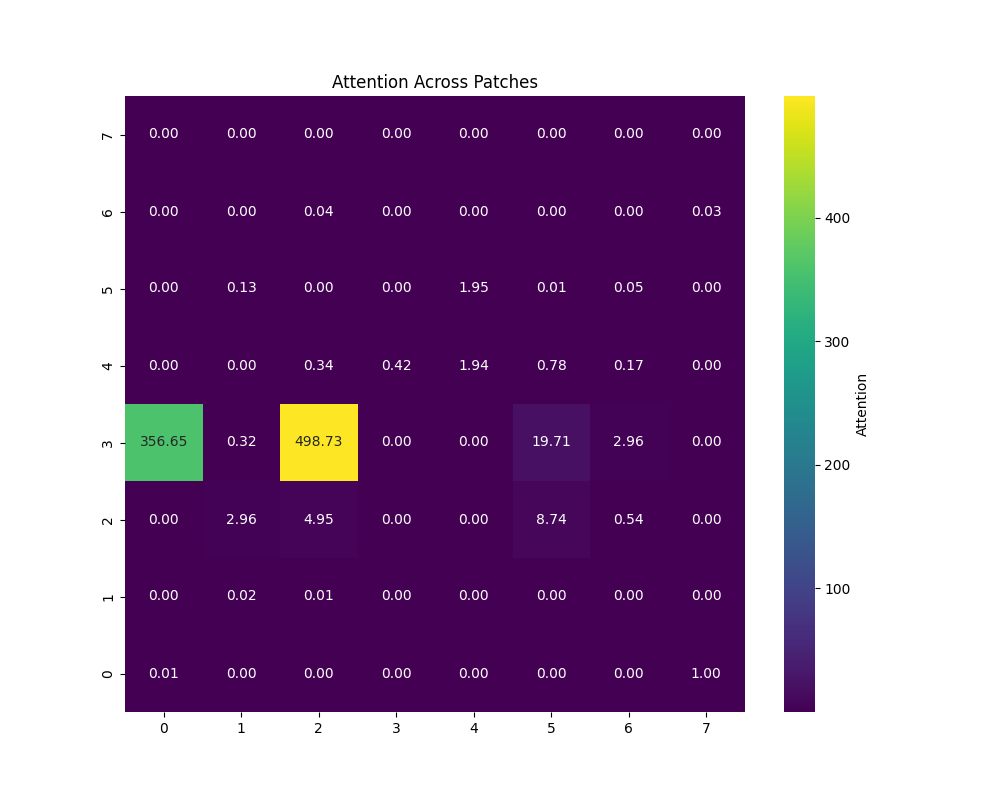 Attention Across Patches
7 0.00 0.00 0.00 0.00 0.00 0.00 0.00 0.00
6 0.00 0.00 0.04 0.00 0.00 0.00 0.00 0.03
400
5 0.00 0.13 0.00 0.00 1.95 0.01 0.05 0.00
300
4 0.00 0.00 0.34 0.42 1.94 0.78 0.17 0.00
Attention
3 356.65 0.32 498.73 0.00 0.00 19.71 2.96 0.00
200
2 0.00 2.96 4.95 0.00 0.00 8.74 0.54 0.00
100
1 0.00 0.02 0.01 0.00 0.00 0.00 0.00 0.00
0 0.01 0.00 0.00 0.00 0.00 0.00 0.00 1.00
0 1 2 3 4 5 6 7